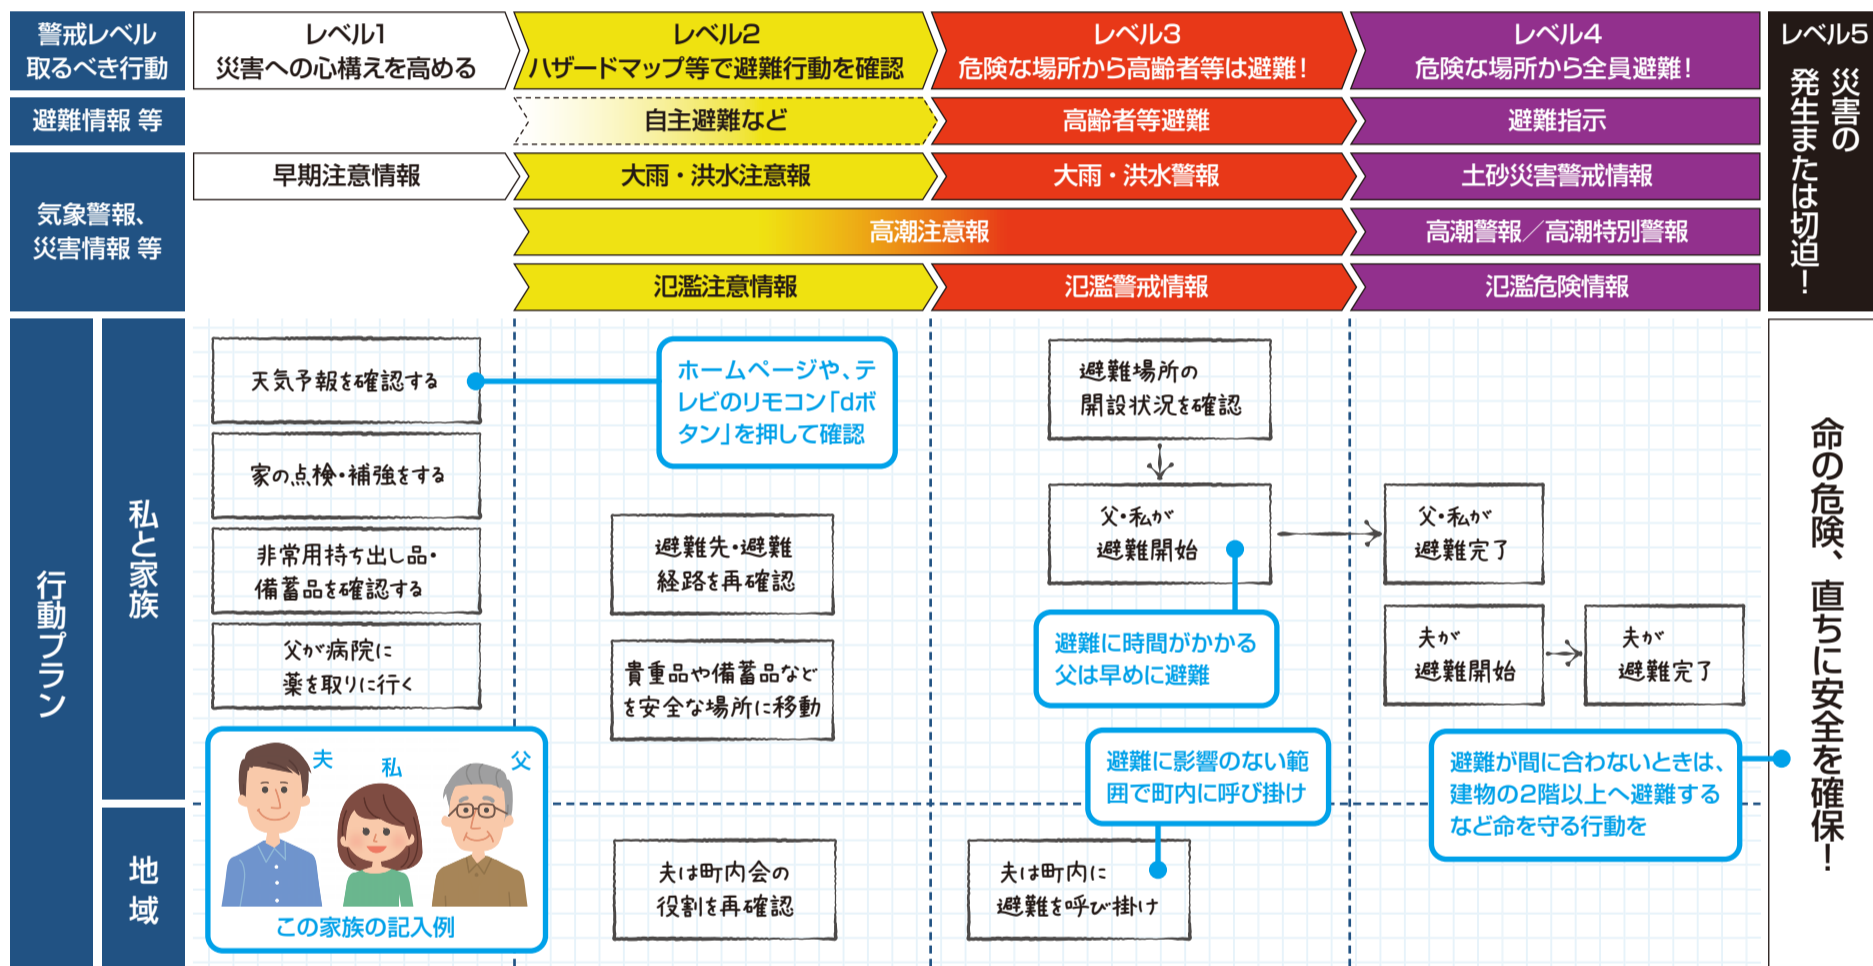 警戒レベル
取るべき行動
レベル1
災害への心構えを高める
レベル2
ハザードマップ等で避難行動を確認
レベル3
危険な場所から高齢者等は避難！
レベル4
危険な場所から全員避難！
レベル5
災害の
発生または切迫！
避難情報 等
自主避難など
高齢者等避難
避難指示
気象警報、
災害情報 等
早期注意情報
大雨・洪水注意報
大雨・洪水警報
土砂災害警戒情報
高潮注意報
高潮警報／高潮特別警報
氾濫注意情報
氾濫警戒情報
氾濫危険情報
行動プラン
私と家族
天気予報を確認する
ホームページや、テ
レビのリモコン「dボ
タン」を押して確認
家の点検・補強をする
非常用持ち出し品・
備蓄品を確認する
父が病院に
薬を取りに行く
避難先・避難
経路を再確認
貴重品や備蓄品など
を安全な場所に移動
避難場所の
開設状況を確認
父・私が
避難開始
避難に時間がかかる
父は早めに避難
父・私が
避難完了
夫が
避難開始
夫が
避難完了
避難が間に合わないときは、
建物の2階以上へ避難する
など命を守る行動を
命の危険、直ちに安全を確保！
夫
私
父
この家族の記入例
地域
夫は町内会の
役割を再確認
避難に影響のない範
囲で町内に呼び掛け
夫は町内に
避難を呼び掛け